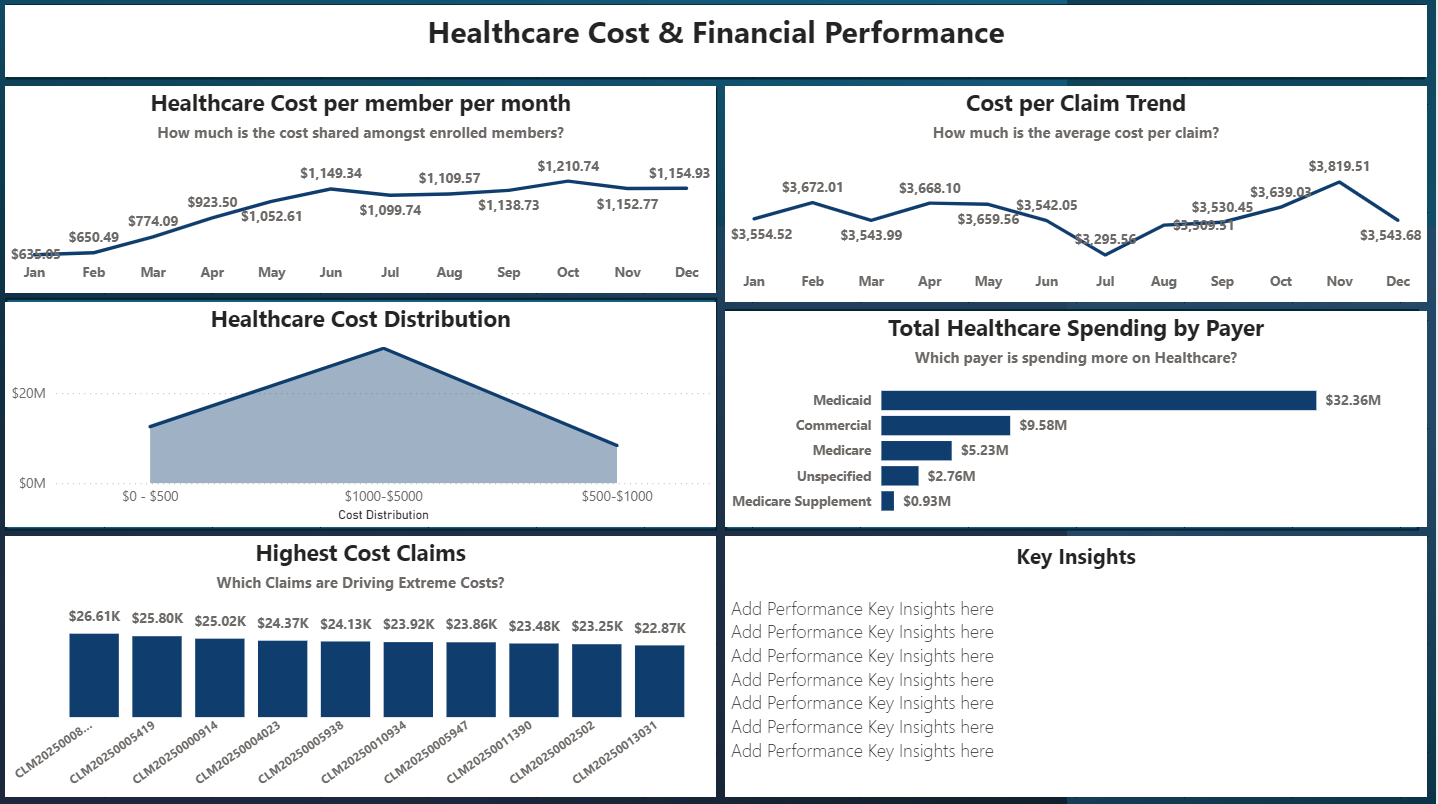 Healthcare Cost & Financial Performance
Healthcare Cost per member per month
How much is the cost shared amongst enrolled members?
$635.05
$650.49
$774.09
$923.50
$1,052.61
$1,149.34
$1,099.74
$1,109.57
$1,138.73
$1,210.74
$1,152.77
$1,154.93
Jan Feb Mar Apr May Jun Jul Aug Sep Oct Nov Dec
Cost per Claim Trend
How much is the average cost per claim?
$3,554.52
$3,672.01
$3,543.99
$3,668.10
$3,659.56
$3,542.05
$3,295.56
$3,509.51
$3,530.45
$3,639.03
$3,819.51
$3,543.68
Jan Feb Mar Apr May Jun Jul Aug Sep Oct Nov Dec
Healthcare Cost Distribution
$20M
$0M
$0 - $500 $1000-$5000 $500-$1000
Cost Distribution
Total Healthcare Spending by Payer
Which payer is spending more on Healthcare?
Medicaid $32.36M
Commercial $9.58M
Medicare $5.23M
Unspecified $2.76M
Medicare Supplement $0.93M
Highest Cost Claims
Which Claims are Driving Extreme Costs?
$26.61K $25.80K $25.02K $24.37K $24.13K $23.92K $23.86K $23.48K $23.25K $22.87K
CLM20250008... CLM20250005419 CLM20250000914 CLM20250004023 CLM20250005938 CLM20250010934 CLM20250005947 CLM20250011390 CLM20250002502 CLM20250013031
Key Insights
Add Performance Key Insights here
Add Performance Key Insights here
Add Performance Key Insights here
Add Performance Key Insights here
Add Performance Key Insights here
Add Performance Key Insights here
Add Performance Key Insights here